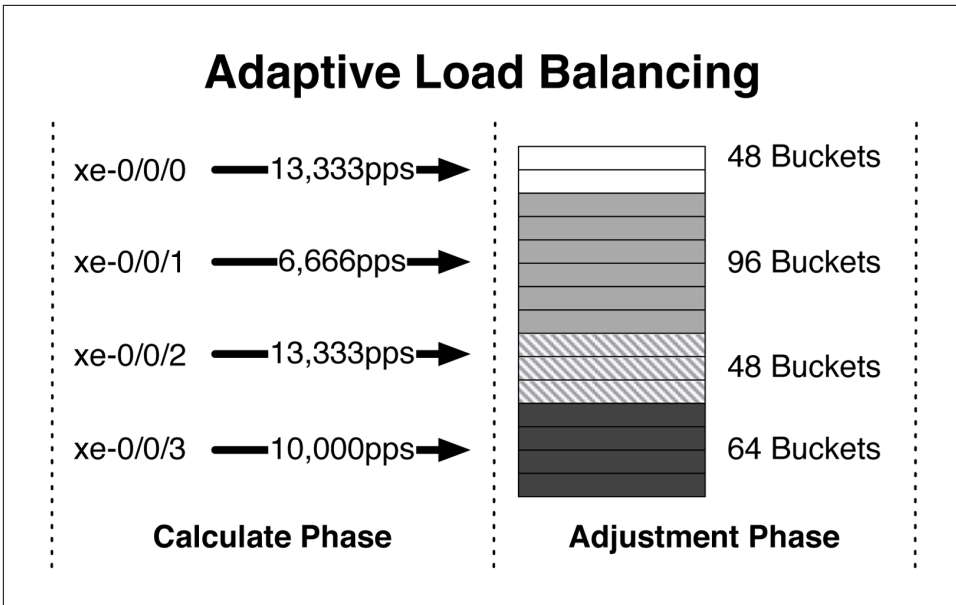 Adaptive Load Balancing
xe-0/0/0 13,333pps 48 Buckets
xe-0/0/1 6,666pps 96 Buckets
xe-0/0/2 13,333pps 48 Buckets
xe-0/0/3 10,000pps 64 Buckets
Calculate Phase Adjustment Phase